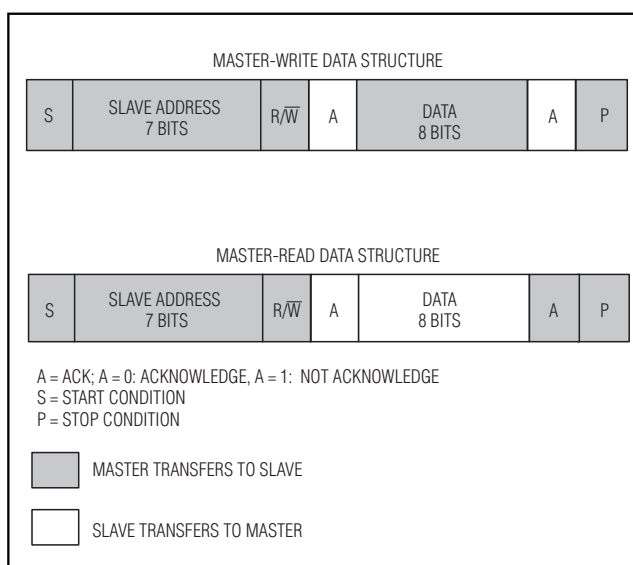 MASTER-WRITE DATA STRUCTURE
S SLAVE ADDRESS 7 BITS R/W̅ A DATA 8 BITS A P
MASTER-READ DATA STRUCTURE
S SLAVE ADDRESS 7 BITS R/W̅ A DATA 8 BITS A P
A = ACK; A = 0: ACKNOWLEDGE, A = 1: NOT ACKNOWLEDGE
S = START CONDITION
P = STOP CONDITION
MASTER TRANSFERS TO SLAVE
SLAVE TRANSFERS TO MASTER